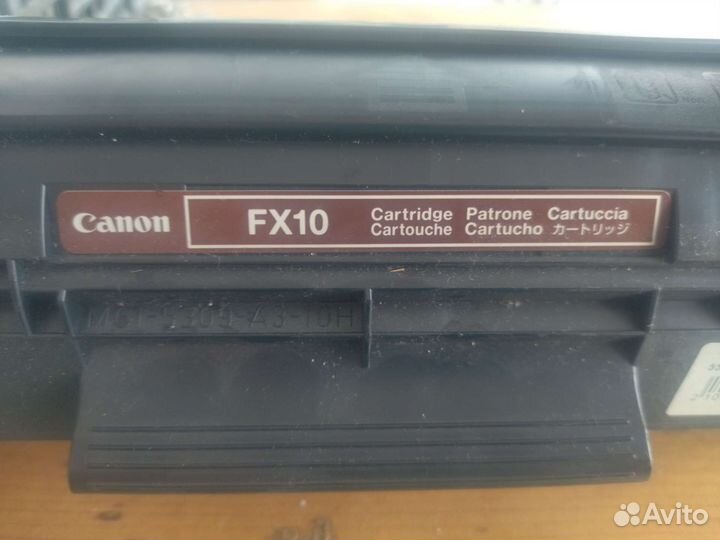 Canon FX10 Cartridge Patrone Cartuccia
Cartouche Cartucho カートリッジ
Avito